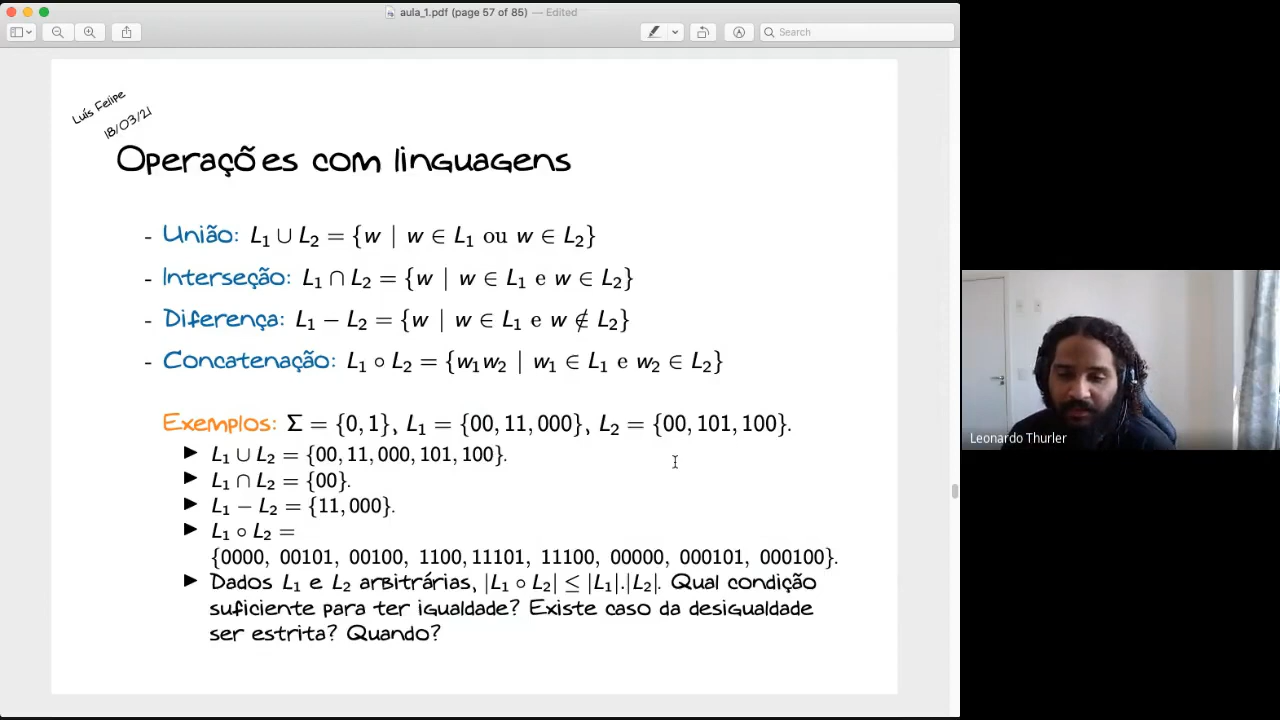 aula_1.pdf (page 57 of 85) — Edited
Search
Luís Felipe
18/03/21
Operações com linguagens
- União: L₁ ∪ L₂ = {w | w ∈ L₁ ou w ∈ L₂}
- Interseção: L₁ ∩ L₂ = {w | w ∈ L₁ e w ∈ L₂}
- Diferença: L₁ − L₂ = {w | w ∈ L₁ e w ∉ L₂}
- Concatenação: L₁ ∘ L₂ = {w₁w₂ | w₁ ∈ L₁ e w₂ ∈ L₂}
Exemplos: Σ = {0, 1}, L₁ = {00, 11, 000}, L₂ = {00, 101, 100}.
▶ L₁ ∪ L₂ = {00, 11, 000, 101, 100}.
▶ L₁ ∩ L₂ = {00}.
▶ L₁ − L₂ = {11, 000}.
▶ L₁ ∘ L₂ =
{0000, 00101, 00100, 1100, 11101, 11100, 00000, 000101, 000100}.
▶ Dados L₁ e L₂ arbitrárias, |L₁ ∘ L₂| ≤ |L₁|.|L₂|. Qual condição
suficiente para ter igualdade? Existe caso da desigualdade
ser estrita? Quando?
Leonardo Thurler